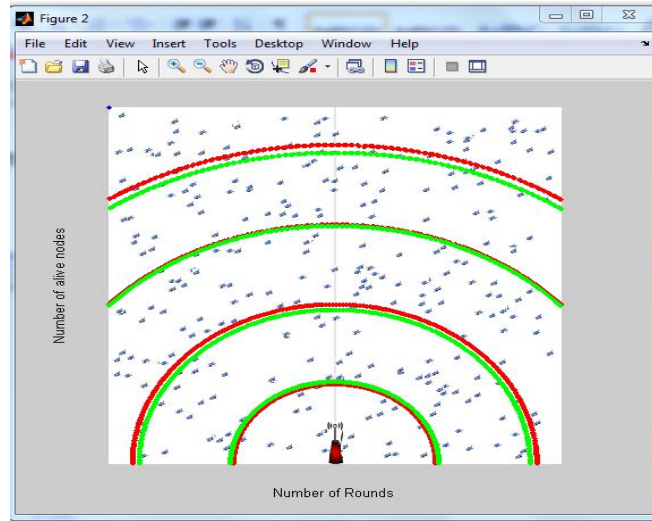 Figure 2
File Edit View Insert Tools Desktop Window Help
Number of alive nodes
Number of Rounds